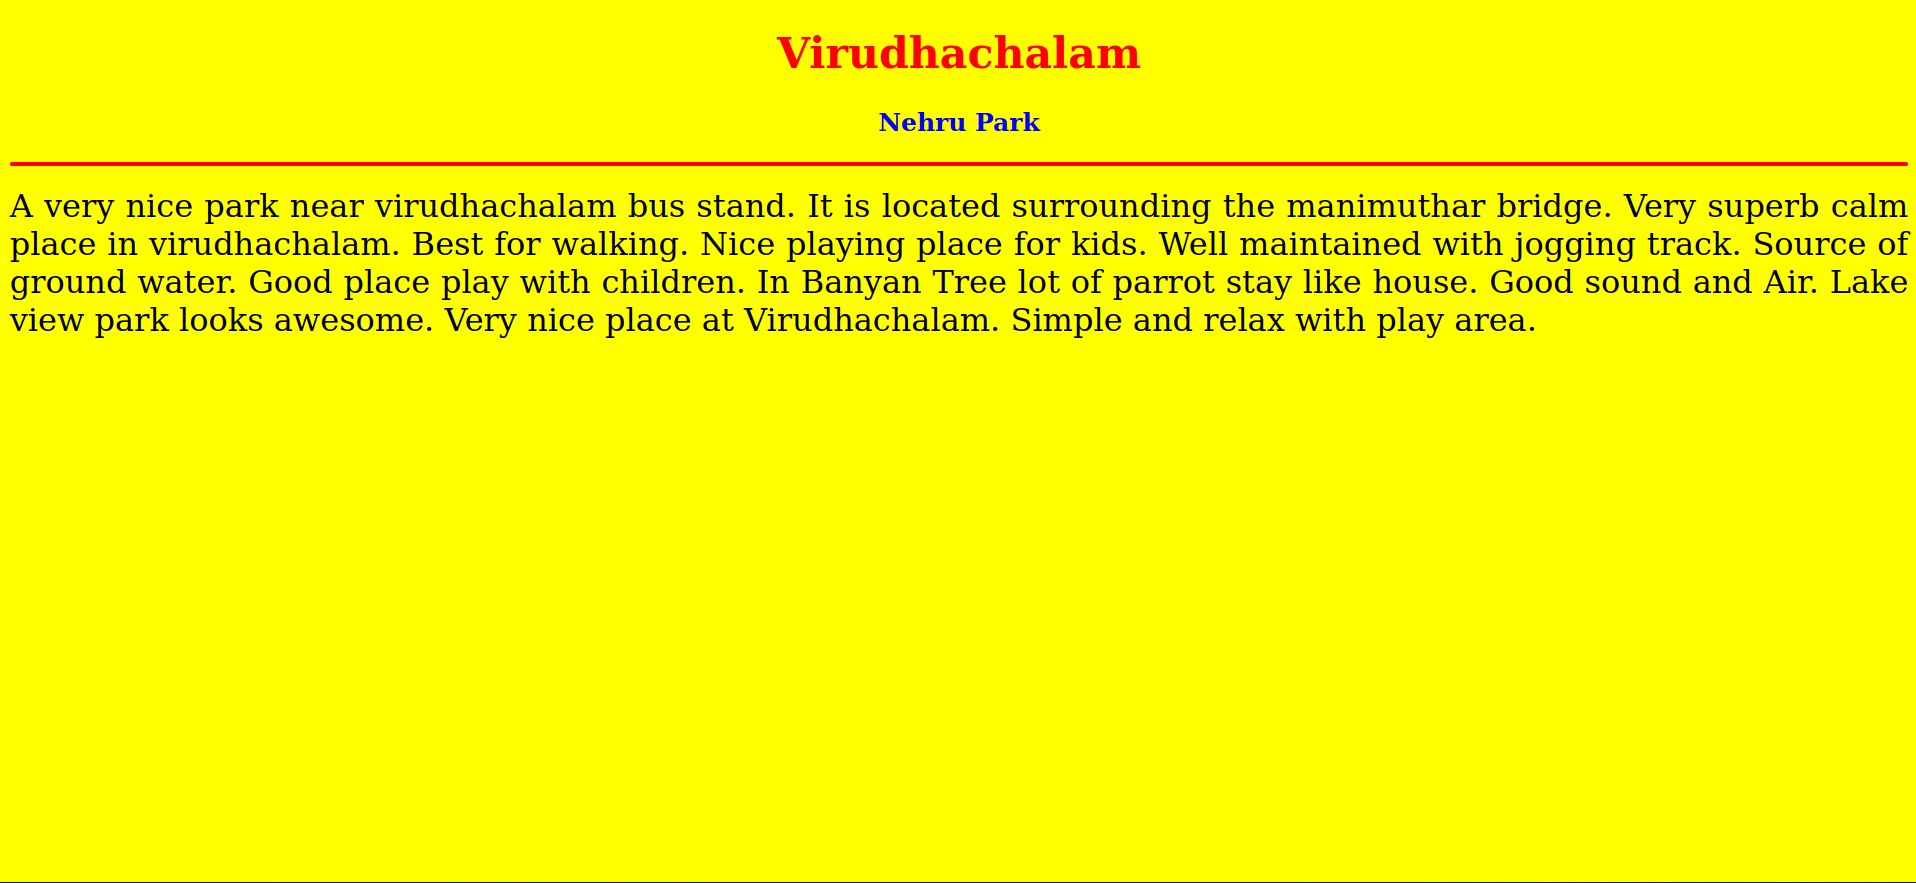 Virudhachalam
Nehru Park
A very nice park near virudhachalam bus stand. It is located surrounding the manimuthar bridge. Very superb calm
place in virudhachalam. Best for walking. Nice playing place for kids. Well maintained with jogging track. Source of
ground water. Good place play with children. In Banyan Tree lot of parrot stay like house. Good sound and Air. Lake
view park looks awesome. Very nice place at Virudhachalam. Simple and relax with play area.